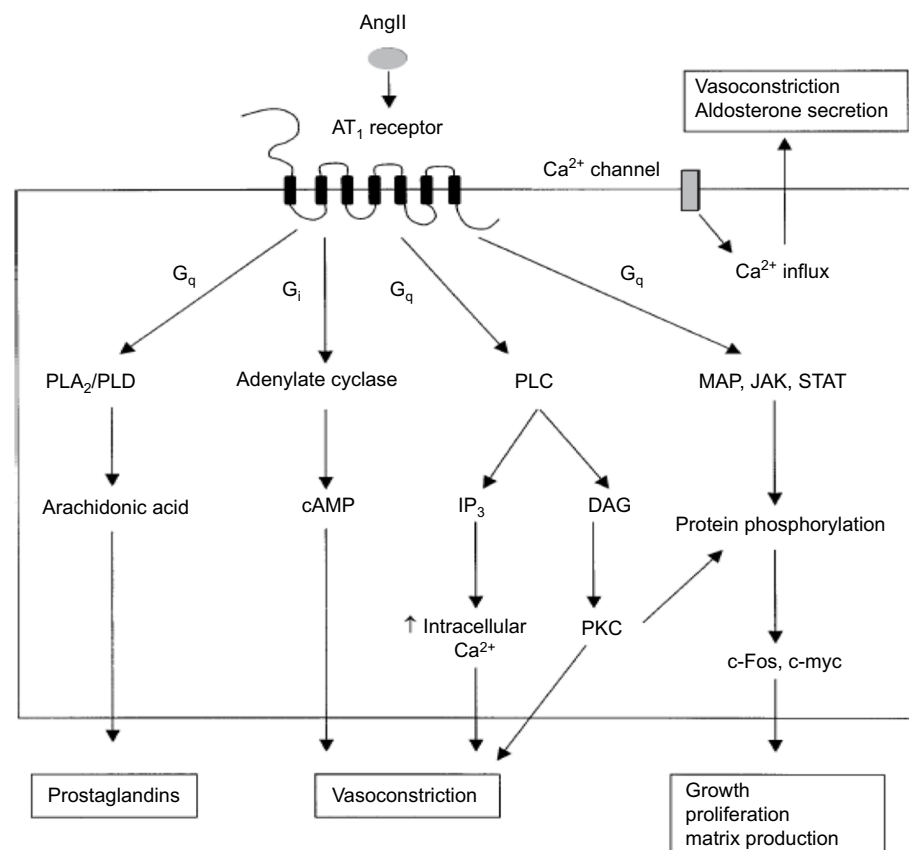 AngII
AT₁ receptor
Vasoconstriction
Aldosterone secretion
Ca²⁺ channel
Ca²⁺ influx
Gq
Gi
Gq
Gq
PLA₂/PLD
Adenylate cyclase
PLC
MAP, JAK, STAT
Arachidonic acid
cAMP
IP₃
DAG
Protein phosphorylation
↑ Intracellular
Ca²⁺
PKC
c-Fos, c-myc
Prostaglandins
Vasoconstriction
Growth
proliferation
matrix production